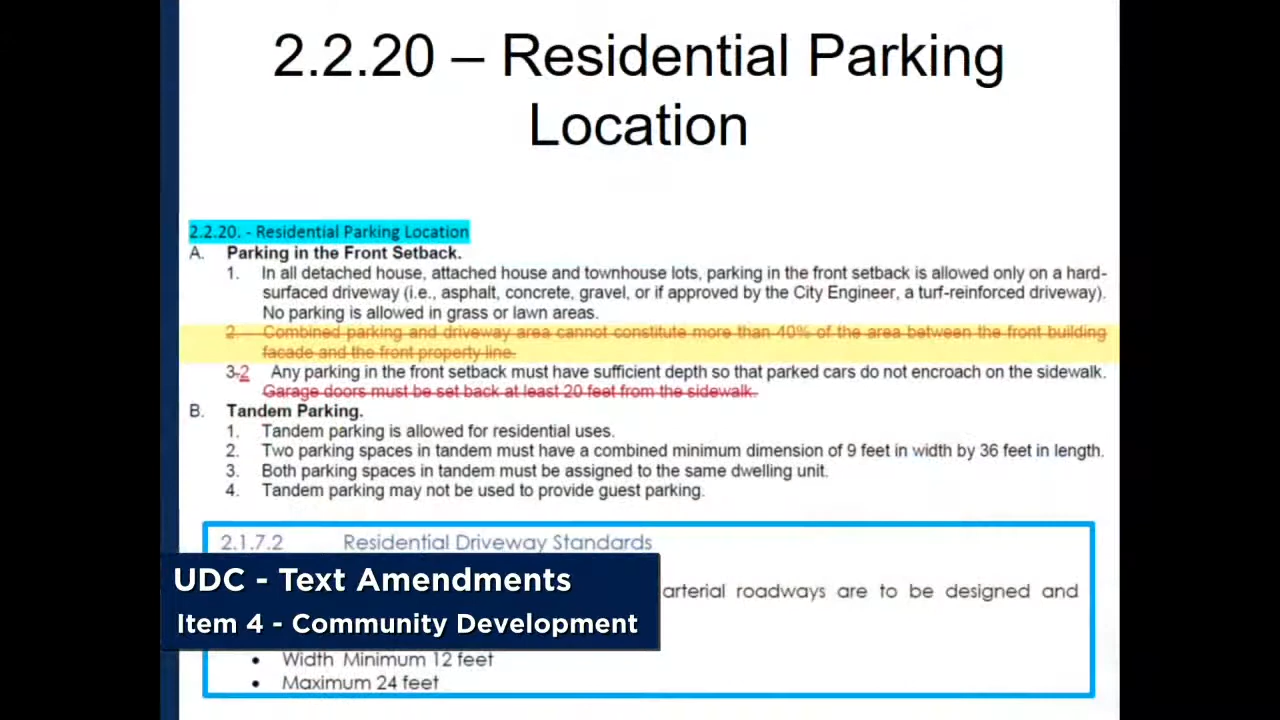 2.2.20 – Residential Parking
Location
2.2.20. - Residential Parking Location
A. Parking in the Front Setback.
1. In all detached house, attached house and townhouse lots, parking in the front setback is allowed only on a hard-
surfaced driveway (i.e., asphalt, concrete, gravel, or if approved by the City Engineer, a turf-reinforced driveway).
No parking is allowed in grass or lawn areas.
2. Combined parking and driveway area cannot constitute more than 40% of the area between the front building
facade and the front property line.
3.2 Any parking in the front setback must have sufficient depth so that parked cars do not encroach on the sidewalk.
Garage doors must be set back at least 20 feet from the sidewalk.
B. Tandem Parking.
1. Tandem parking is allowed for residential uses.
2. Two parking spaces in tandem must have a combined minimum dimension of 9 feet in width by 36 feet in length.
3. Both parking spaces in tandem must be assigned to the same dwelling unit.
4. Tandem parking may not be used to provide guest parking.
2.1.7.2 Residential Driveway Standards
UDC - Text Amendments
arterial roadways are to be designed and
Item 4 - Community Development
• Width Minimum 12 feet
• Maximum 24 feet